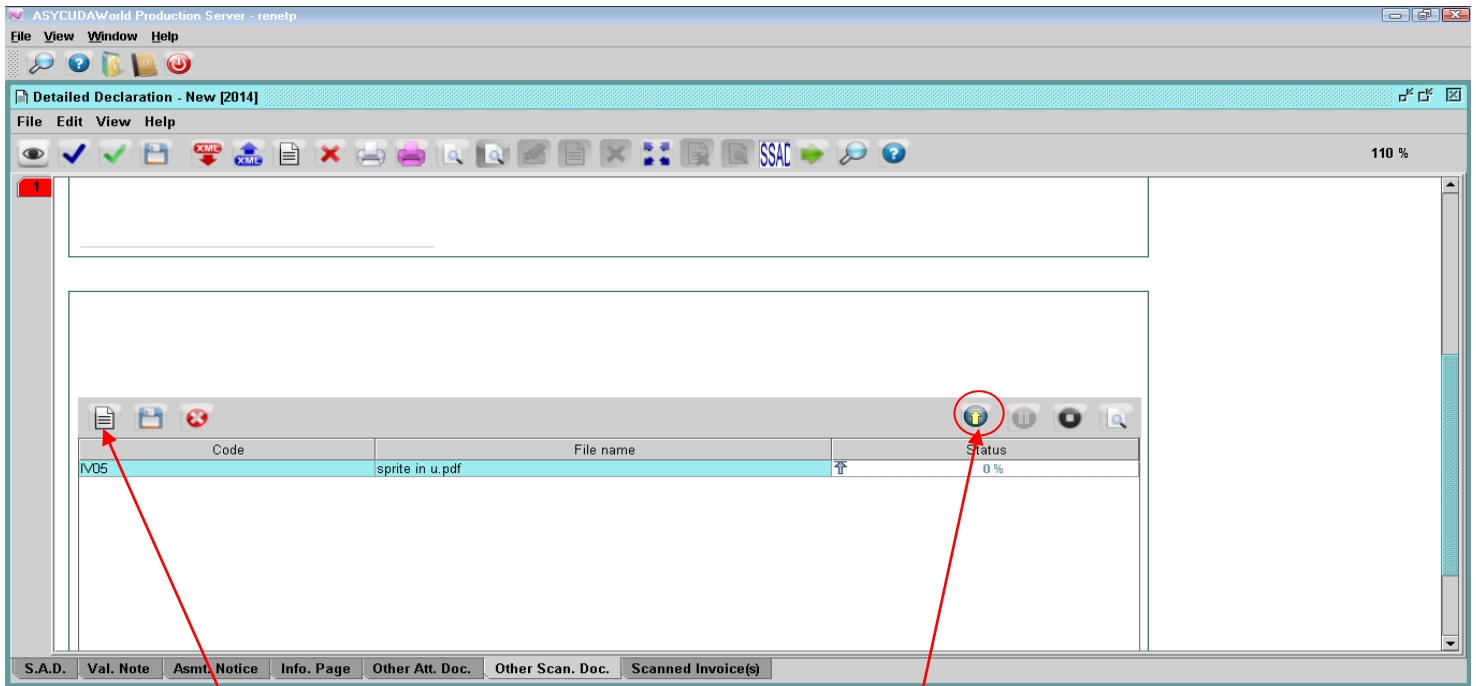 ASYCUDAWorld Production Server - renetp
File View Window Help
Detailed Declaration - New [2014]
File Edit View Help
XML XML SSAD 110 %
1
Code File name Status
IV05 sprite in u.pdf 0 %
S.A.D. Val. Note Asmt. Notice Info. Page Other Att. Doc. Other Scan. Doc. Scanned Invoice(s)